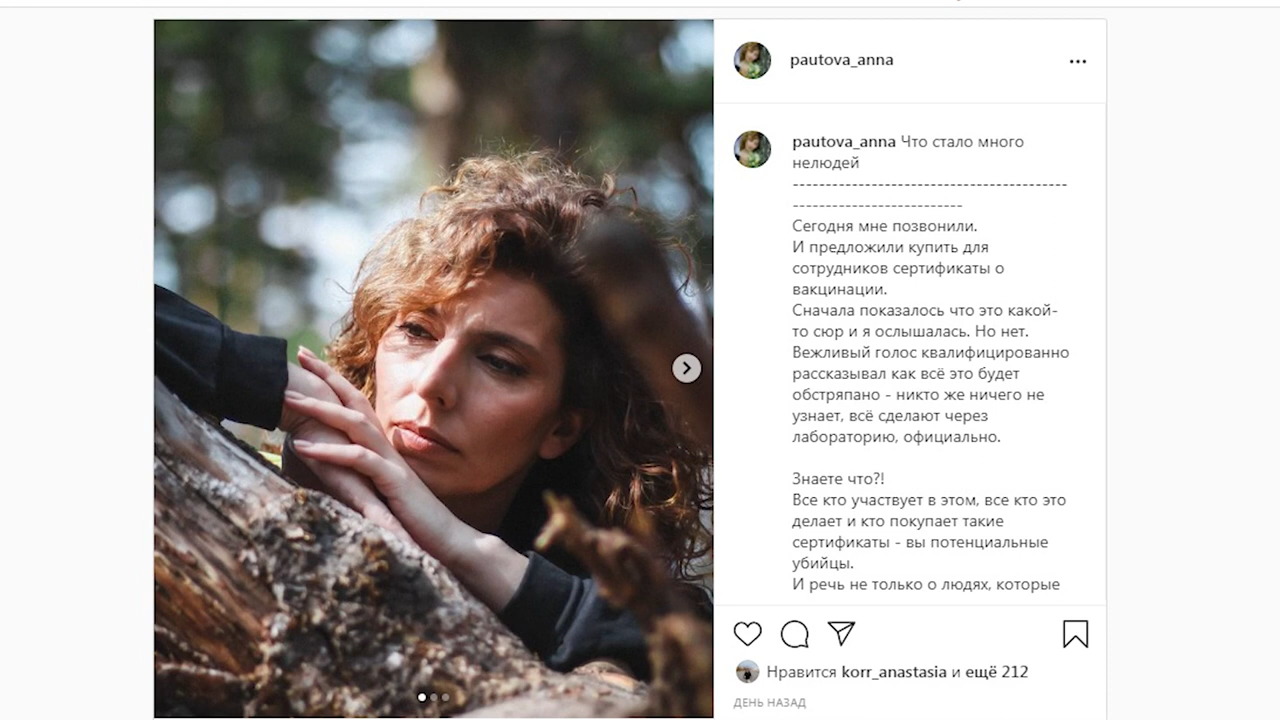 pautova_anna
pautova_anna Что стало много
нелюдей
------------------------------------------
--------------------------
Сегодня мне позвонили.
И предложили купить для
сотрудников сертификаты о
вакцинации.
Сначала показалось что это какой-
то сюр и я ослышалась. Но нет.
Вежливый голос квалифицированно
рассказывал как всё это будет
обстряпано - никто же ничего не
узнает, всё сделают через
лабораторию, официально.
Знаете что?!
Все кто участвует в этом, все кто это
делает и кто покупает такие
сертификаты - вы потенциальные
убийцы.
И речь не только о людях, которые
Нравится korr_anastasia и ещё 212
ДЕНЬ НАЗАД